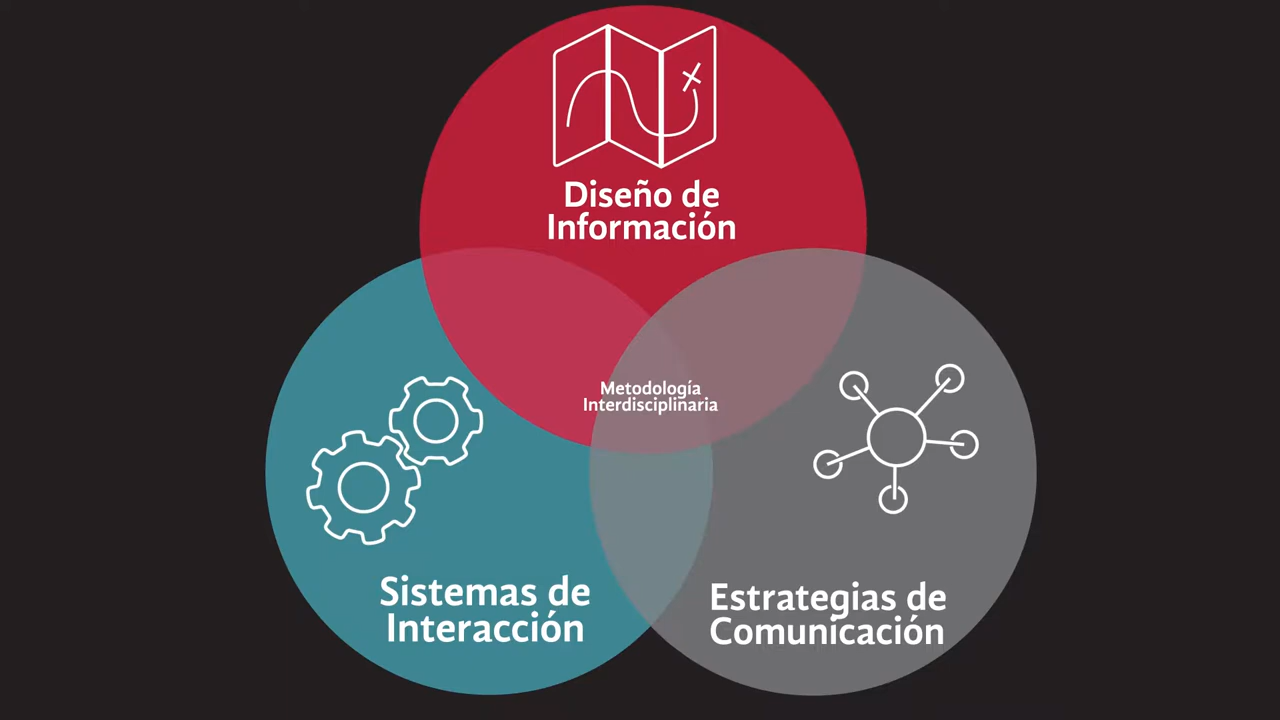 Diseño de
Información
Metodología
Interdisciplinaria
Sistemas de
Interacción
Estrategias de
Comunicación